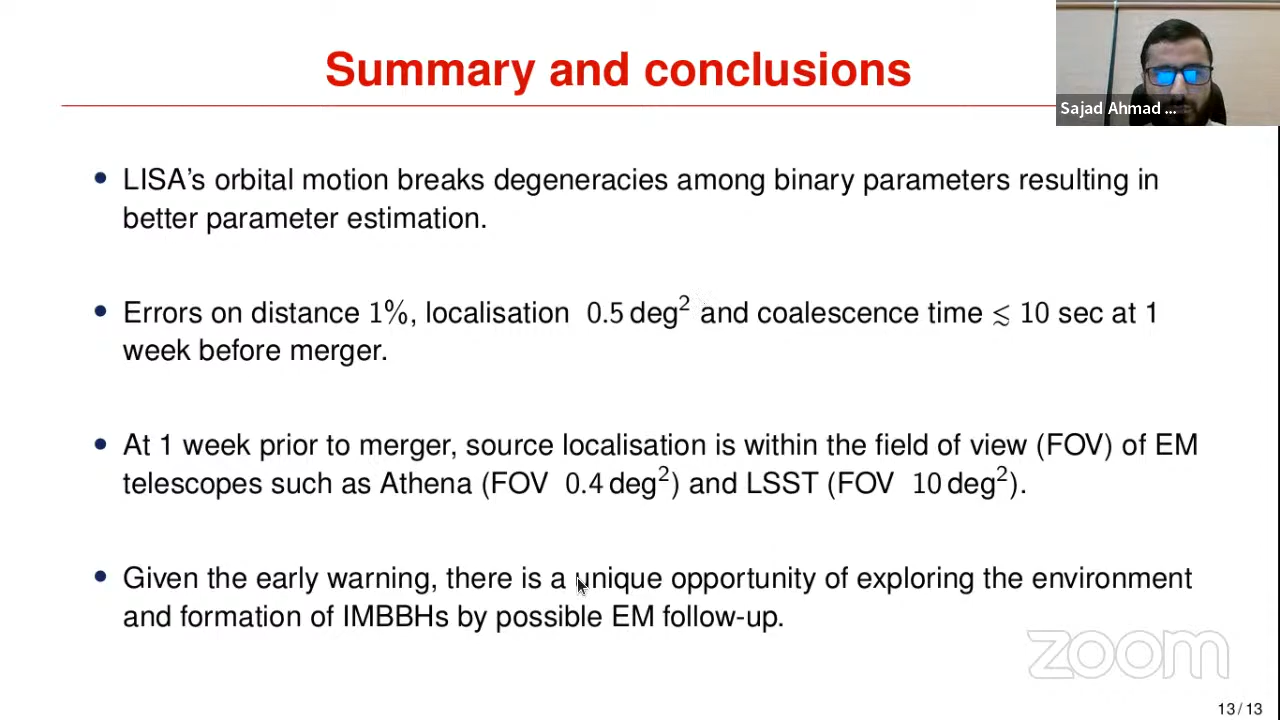 Summary and conclusions
Sajad Ahmad ...
• LISA’s orbital motion breaks degeneracies among binary parameters resulting in
better parameter estimation.
• Errors on distance 1%, localisation 0.5 deg² and coalescence time ≲ 10 sec at 1
week before merger.
• At 1 week prior to merger, source localisation is within the field of view (FOV) of EM
telescopes such as Athena (FOV 0.4 deg²) and LSST (FOV 10 deg²).
• Given the early warning, there is a unique opportunity of exploring the environment
and formation of IMBBHs by possible EM follow-up.
zoom
13 / 13